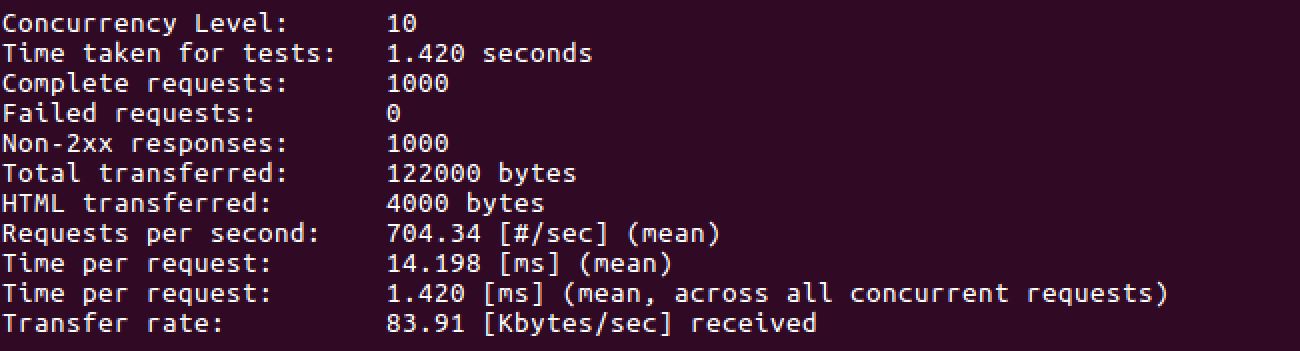 Concurrency Level:      10
Time taken for tests:   1.420 seconds
Complete requests:      1000
Failed requests:        0
Non-2xx responses:      1000
Total transferred:      122000 bytes
HTML transferred:       4000 bytes
Requests per second:    704.34 [#/sec] (mean)
Time per request:       14.198 [ms] (mean)
Time per request:       1.420 [ms] (mean, across all concurrent requests)
Transfer rate:          83.91 [Kbytes/sec] received